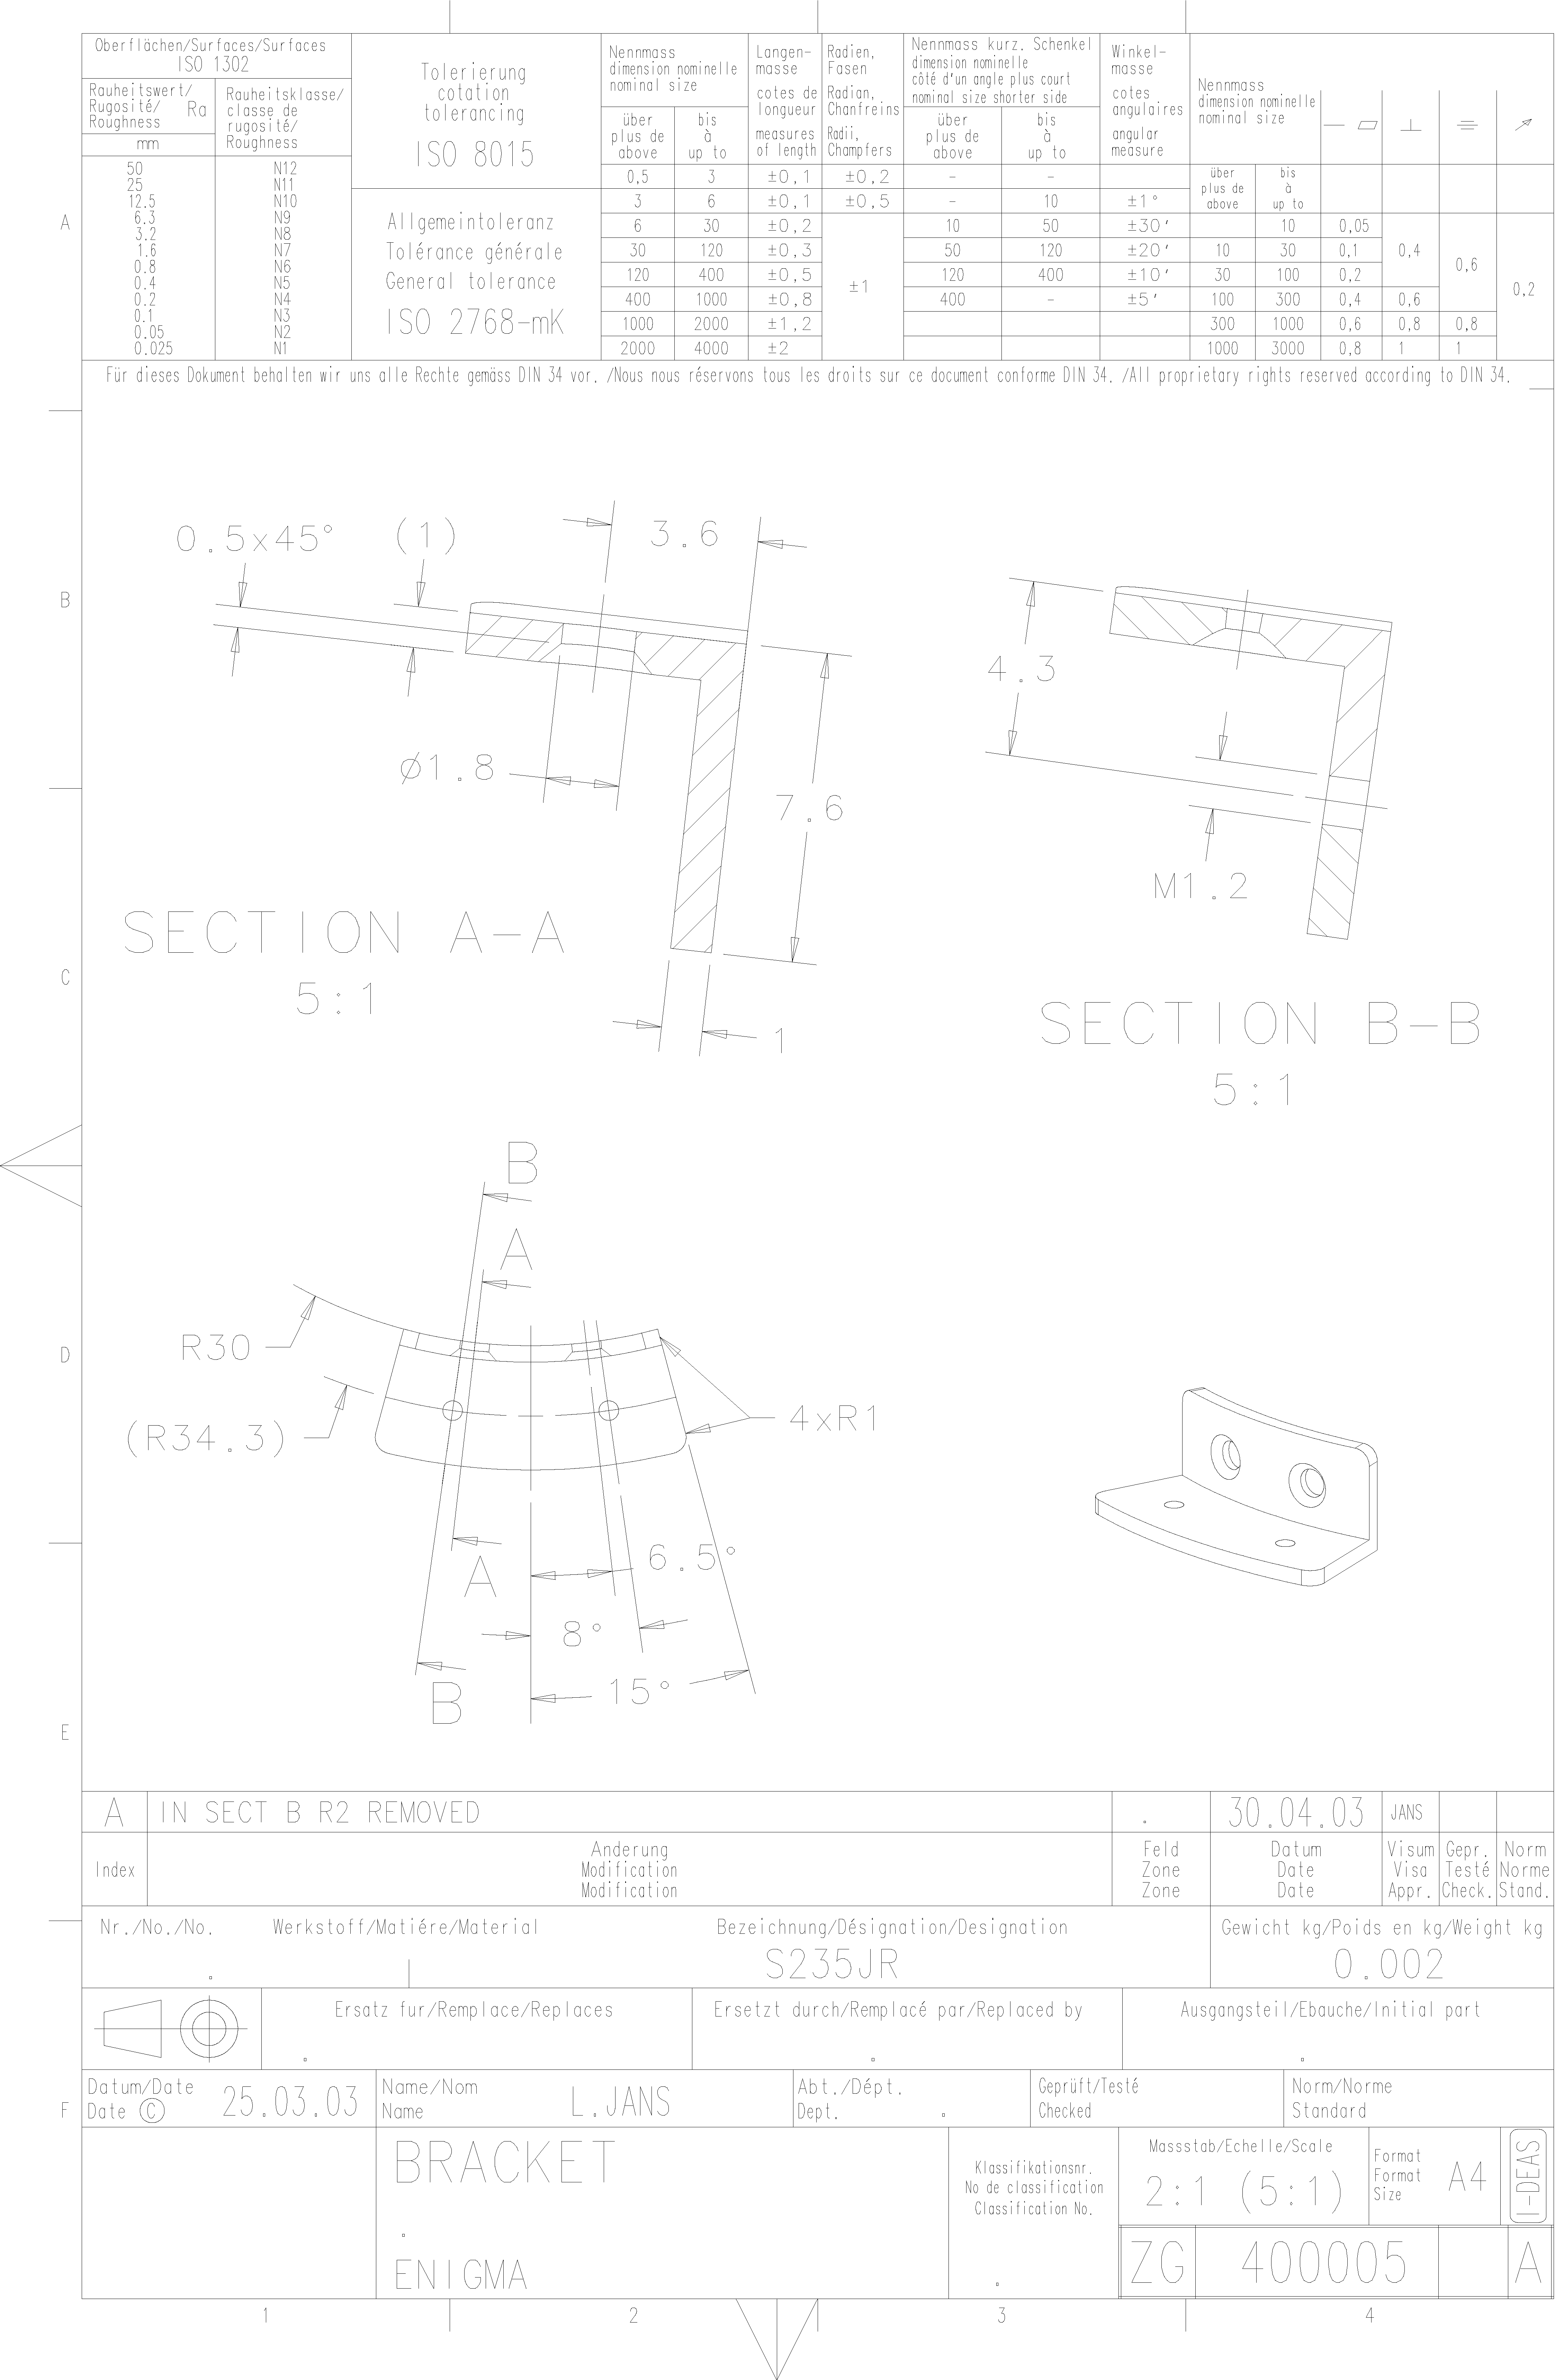 Oberflächen/Surfaces/Surfaces
ISO 1302
Rauheitswert/
Rugosité/ Ra
Roughness
mm
Rauheitsklasse/
classe de
rugosité/
Roughness
50 N12
25 N11
12.5 N10
6.3 N9
3.2 N8
1.6 N7
0.8 N6
0.4 N5
0.2 N4
0.1 N3
0.05 N2
0.025 N1
Tolerierung
cotation
tolerancing
ISO 8015
Allgemeintoleranz
Tolérance générale
General tolerance
ISO 2768-mK
Nennmass
dimension nominelle
nominal size
über
plus de
above
bis
à
up to
Langen-
masse
cotes de
longueur
measures
of length
Radien,
Fasen
Radian,
Chanfreins
Radii,
Champfers
Nennmass kurz. Schenkel
dimension nominelle
côté d'un angle plus court
nominal size shorter side
über
plus de
above
bis
à
up to
Winkel-
masse
cotes
angulaires
angular
measure
0,5 3 ±0,1 ±0,2 - -
3 6 ±0,1 ±0,5 - 10 ±1°
6 30 ±0,2 10 50 ±30'
30 120 ±0,3 50 120 ±20'
120 400 ±0,5 ±1 120 400 ±10'
400 1000 ±0,8 400 - ±5'
1000 2000 ±1,2
2000 4000 ±2
Nennmass
dimension nominelle
nominal size
über
plus de
above
bis
à
up to
10 0,05
10 30 0,1 0,4
30 100 0,2 0,6
100 300 0,4 0,6 0,2
300 1000 0,6 0,8 0,8
1000 3000 0,8 1 1
Für dieses Dokument behalten wir uns alle Rechte gemäss DIN 34 vor. /Nous nous réservons tous les droits sur ce document conforme DIN 34. /All proprietary rights reserved according to DIN 34.
A
B
C
D
E
F
0.5x45°
(1)
3.6
Ø1.8
7.6
1
SECTION A-A
5:1
4.3
M1.2
SECTION B-B
5:1
B
A
R30
(R34.3)
4xR1
A
6.5°
8°
15°
B
A IN SECT B R2 REMOVED . 30.04.03 JANS
Index
Anderung
Modification
Modification
Feld
Zone
Zone
Datum
Date
Date
Visum
Visa
Appr.
Gepr.
Testé
Check.
Norm
Norme
Stand.
Nr./No./No.
.
Werkstoff/Matiére/Material
Bezeichnung/Désignation/Designation
S235JR
Gewicht kg/Poids en kg/Weight kg
0.002
Ersatz fur/Remplace/Replaces
.
Ersetzt durch/Remplacé par/Replaced by
.
Ausgangsteil/Ebauche/Initial part
.
Datum/Date
Date © 25.03.03
Name/Nom
Name L.JANS
Abt./Dépt.
Dept. .
Geprüft/Testé
Checked
Norm/Norme
Standard
BRACKET
.
ENIGMA
Klassifikationsnr.
No de classification
Classification No.
.
Massstab/Echelle/Scale
2:1 (5:1)
Format
Format
Size
A4
I-DEAS
ZG 400005 A
1 2 3 4